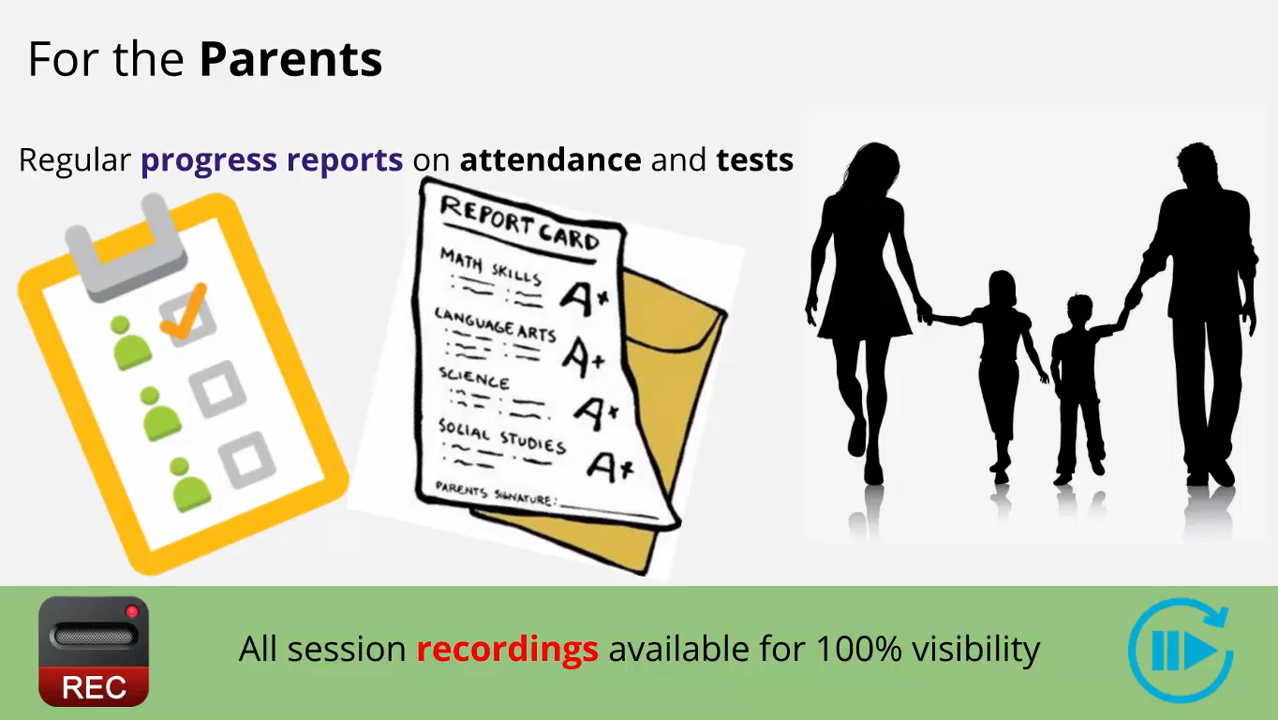 For the Parents
Regular progress reports on attendance and tests
REPORT CARD
MATH SKILLS
A+
LANGUAGE ARTS
A+
SCIENCE
A+
SOCIAL STUDIES
A+
PARENTS SIGNATURE:
All session recordings available for 100% visibility
REC